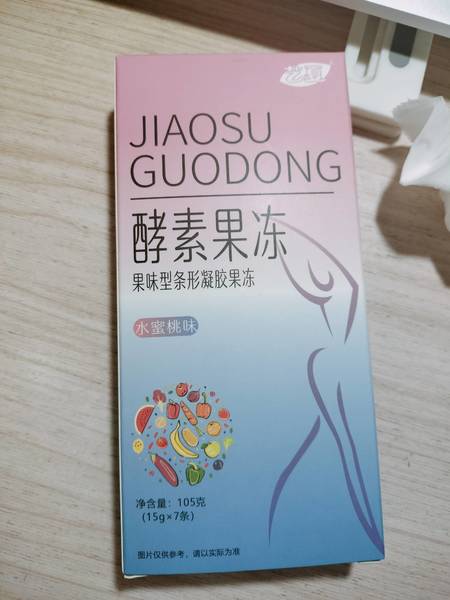 JIAOSU
GUODONG
酵素果冻
果味型条形凝胶果冻
水蜜桃味
净含量：105克
(15g×7条)
图片仅供参考，请以实际为准